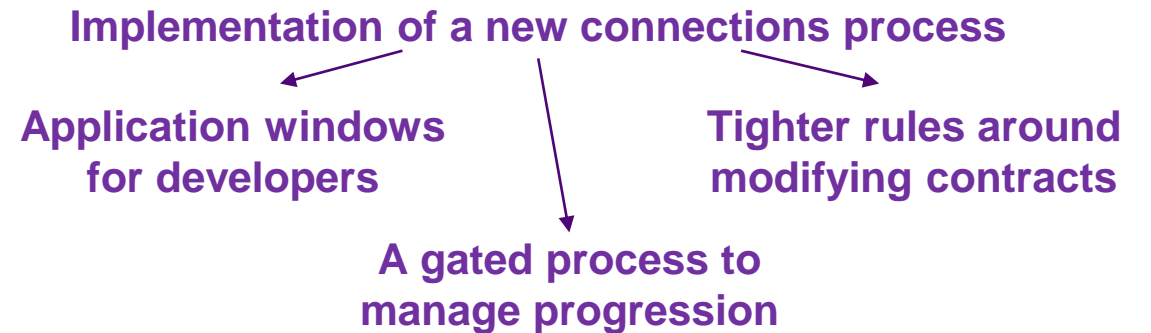 Implementation of a new connections process
Application windows
for developers
Tighter rules around
modifying contracts
A gated process to
manage progression